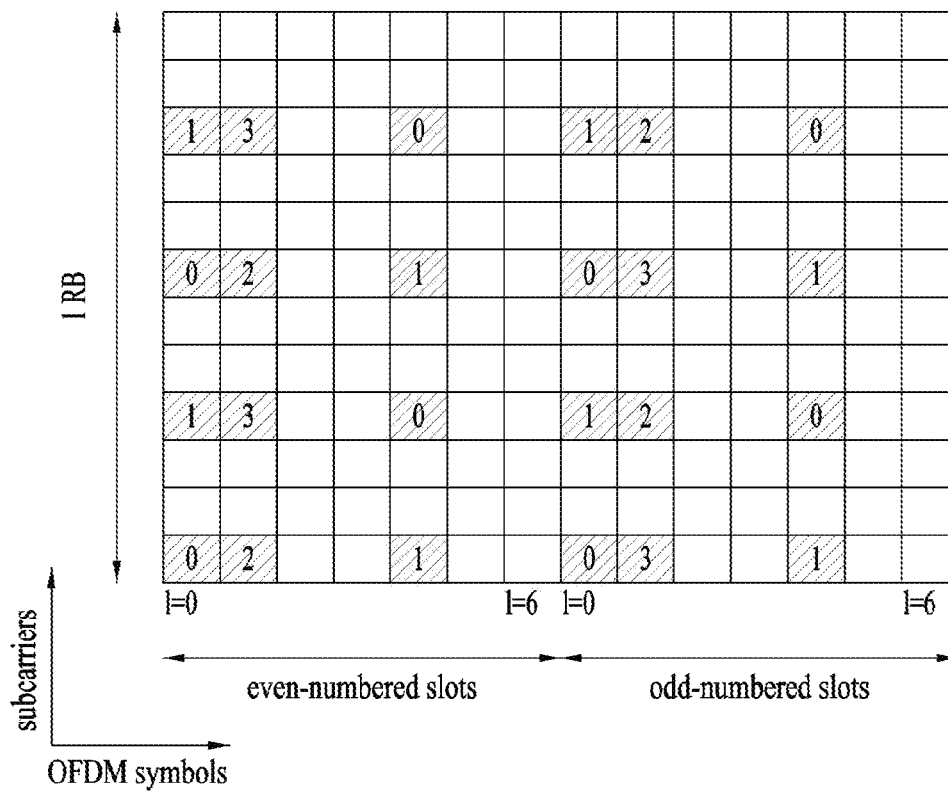 1 3 0 1 2 0
0 2 1 0 3 1
1 RB
1 3 0 1 2 0
0 2 1 0 3 1
l=0 l=6 l=0 l=6
even-numbered slots odd-numbered slots
subcarriers
OFDM symbols